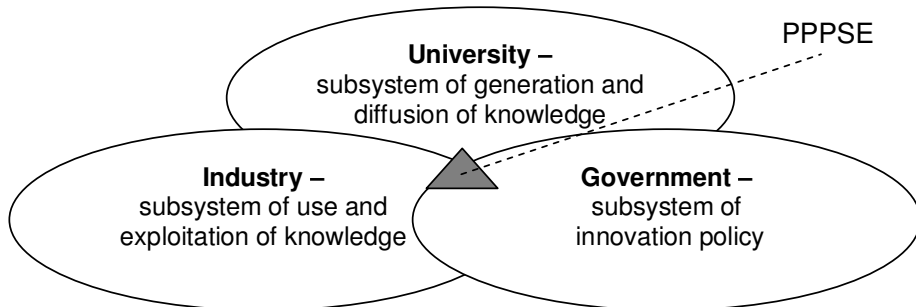 PPPSE
University –
subsystem of generation and
diffusion of knowledge
Industry –
subsystem of use and
exploitation of knowledge
Government –
subsystem of
innovation policy